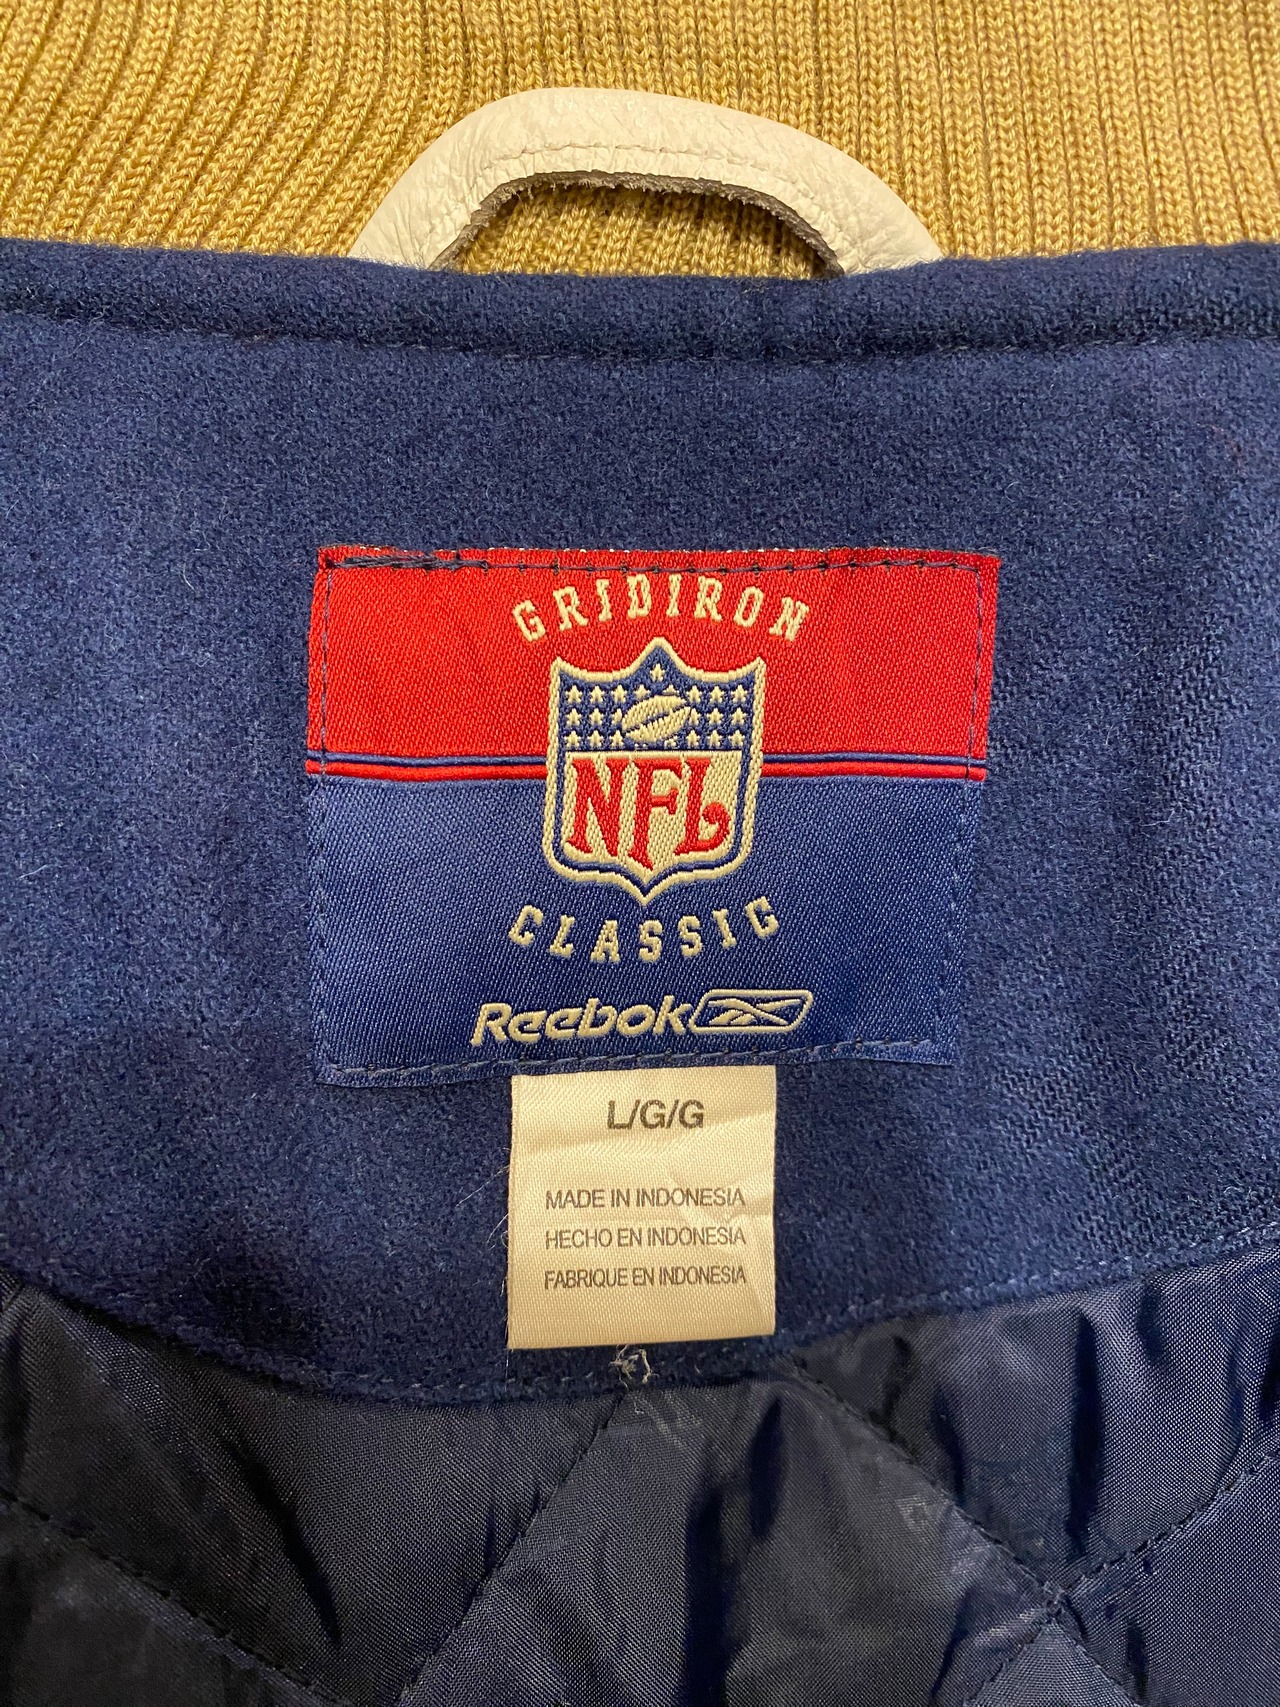 GRIDIRON
NFL
CLASSIC
Reebok
L/G/G
MADE IN INDONESIA
HECHO EN INDONESIA
FABRIQUE EN INDONESIA